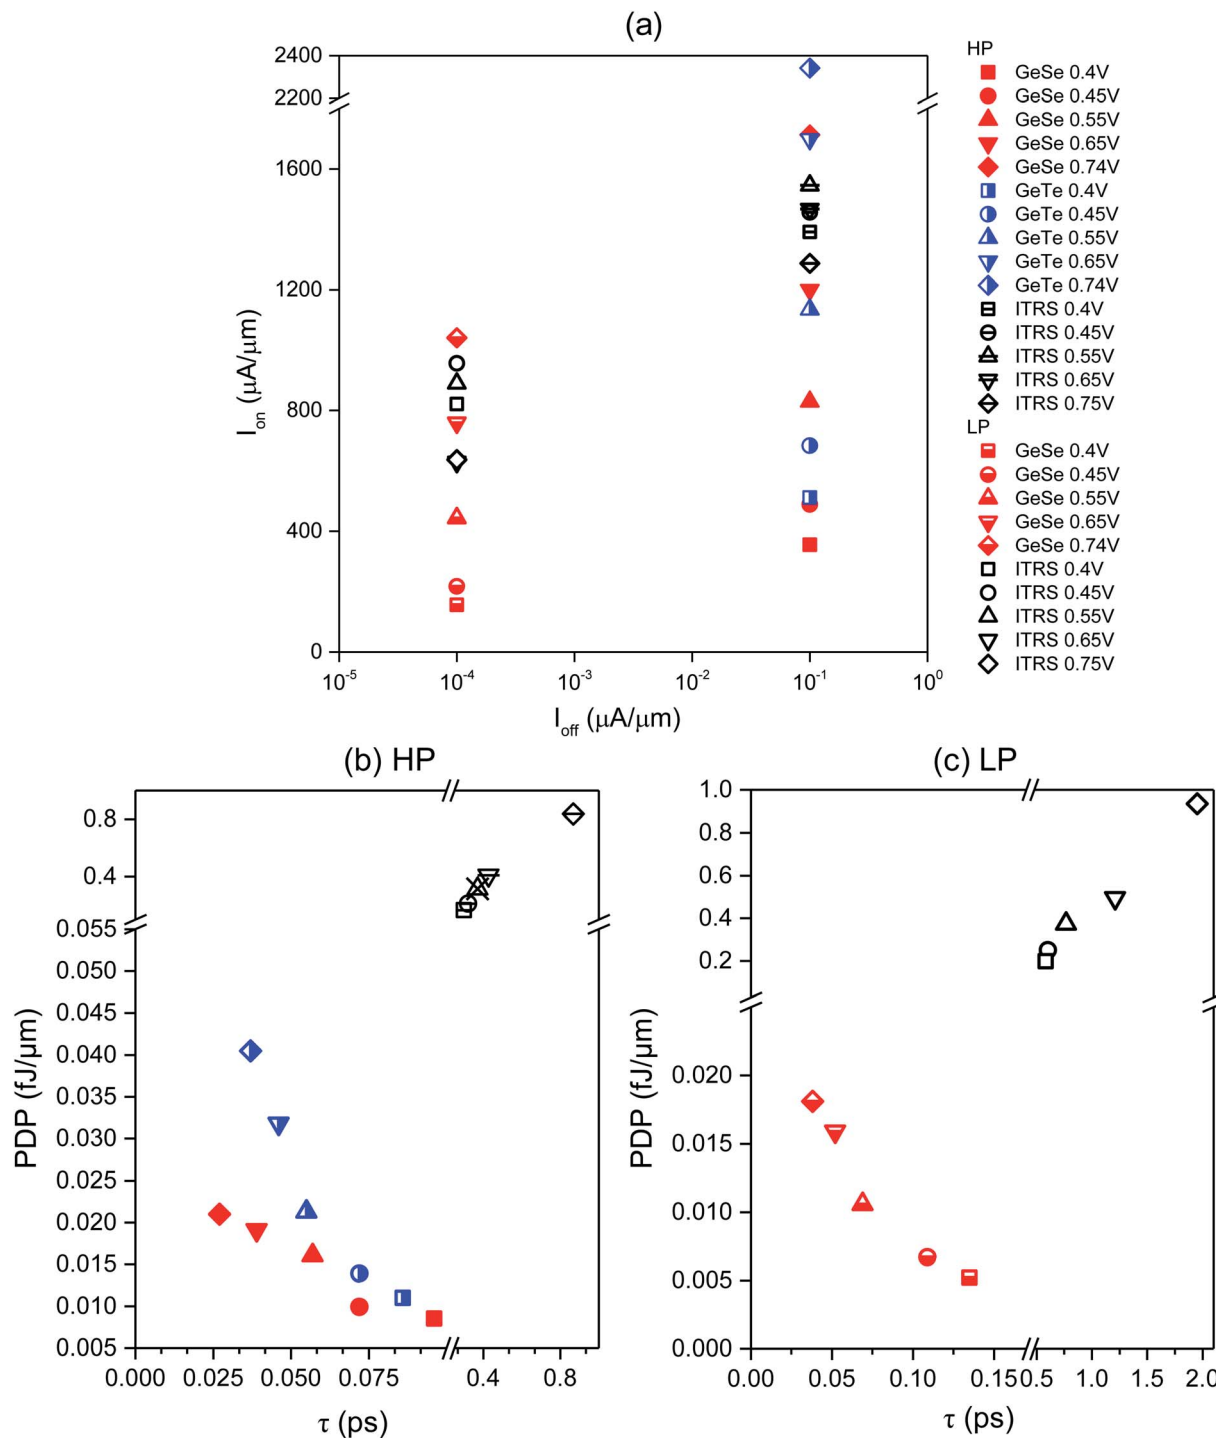 (a)
2400
2200
1600
1200
800
400
0
I_on (μA/μm)
10^-5
10^-4
10^-3
10^-2
10^-1
10^0
I_off (μA/μm)
HP
GeSe 0.4V
GeSe 0.45V
GeSe 0.55V
GeSe 0.65V
GeSe 0.74V
GeTe 0.4V
GeTe 0.45V
GeTe 0.55V
GeTe 0.65V
GeTe 0.74V
ITRS 0.4V
ITRS 0.45V
ITRS 0.55V
ITRS 0.65V
ITRS 0.75V
LP
GeSe 0.4V
GeSe 0.45V
GeSe 0.55V
GeSe 0.65V
GeSe 0.74V
ITRS 0.4V
ITRS 0.45V
ITRS 0.55V
ITRS 0.65V
ITRS 0.75V
(b) HP
0.8
0.4
0.055
0.050
0.045
0.040
0.035
0.030
0.025
0.020
0.015
0.010
0.005
PDP (fJ/μm)
0.000
0.025
0.050
0.075
0.4
0.8
τ (ps)
(c) LP
1.0
0.8
0.6
0.4
0.2
0.020
0.015
0.010
0.005
0.000
PDP (fJ/μm)
0.00
0.05
0.10
0.15
0.5
1.0
1.5
2.0
τ (ps)